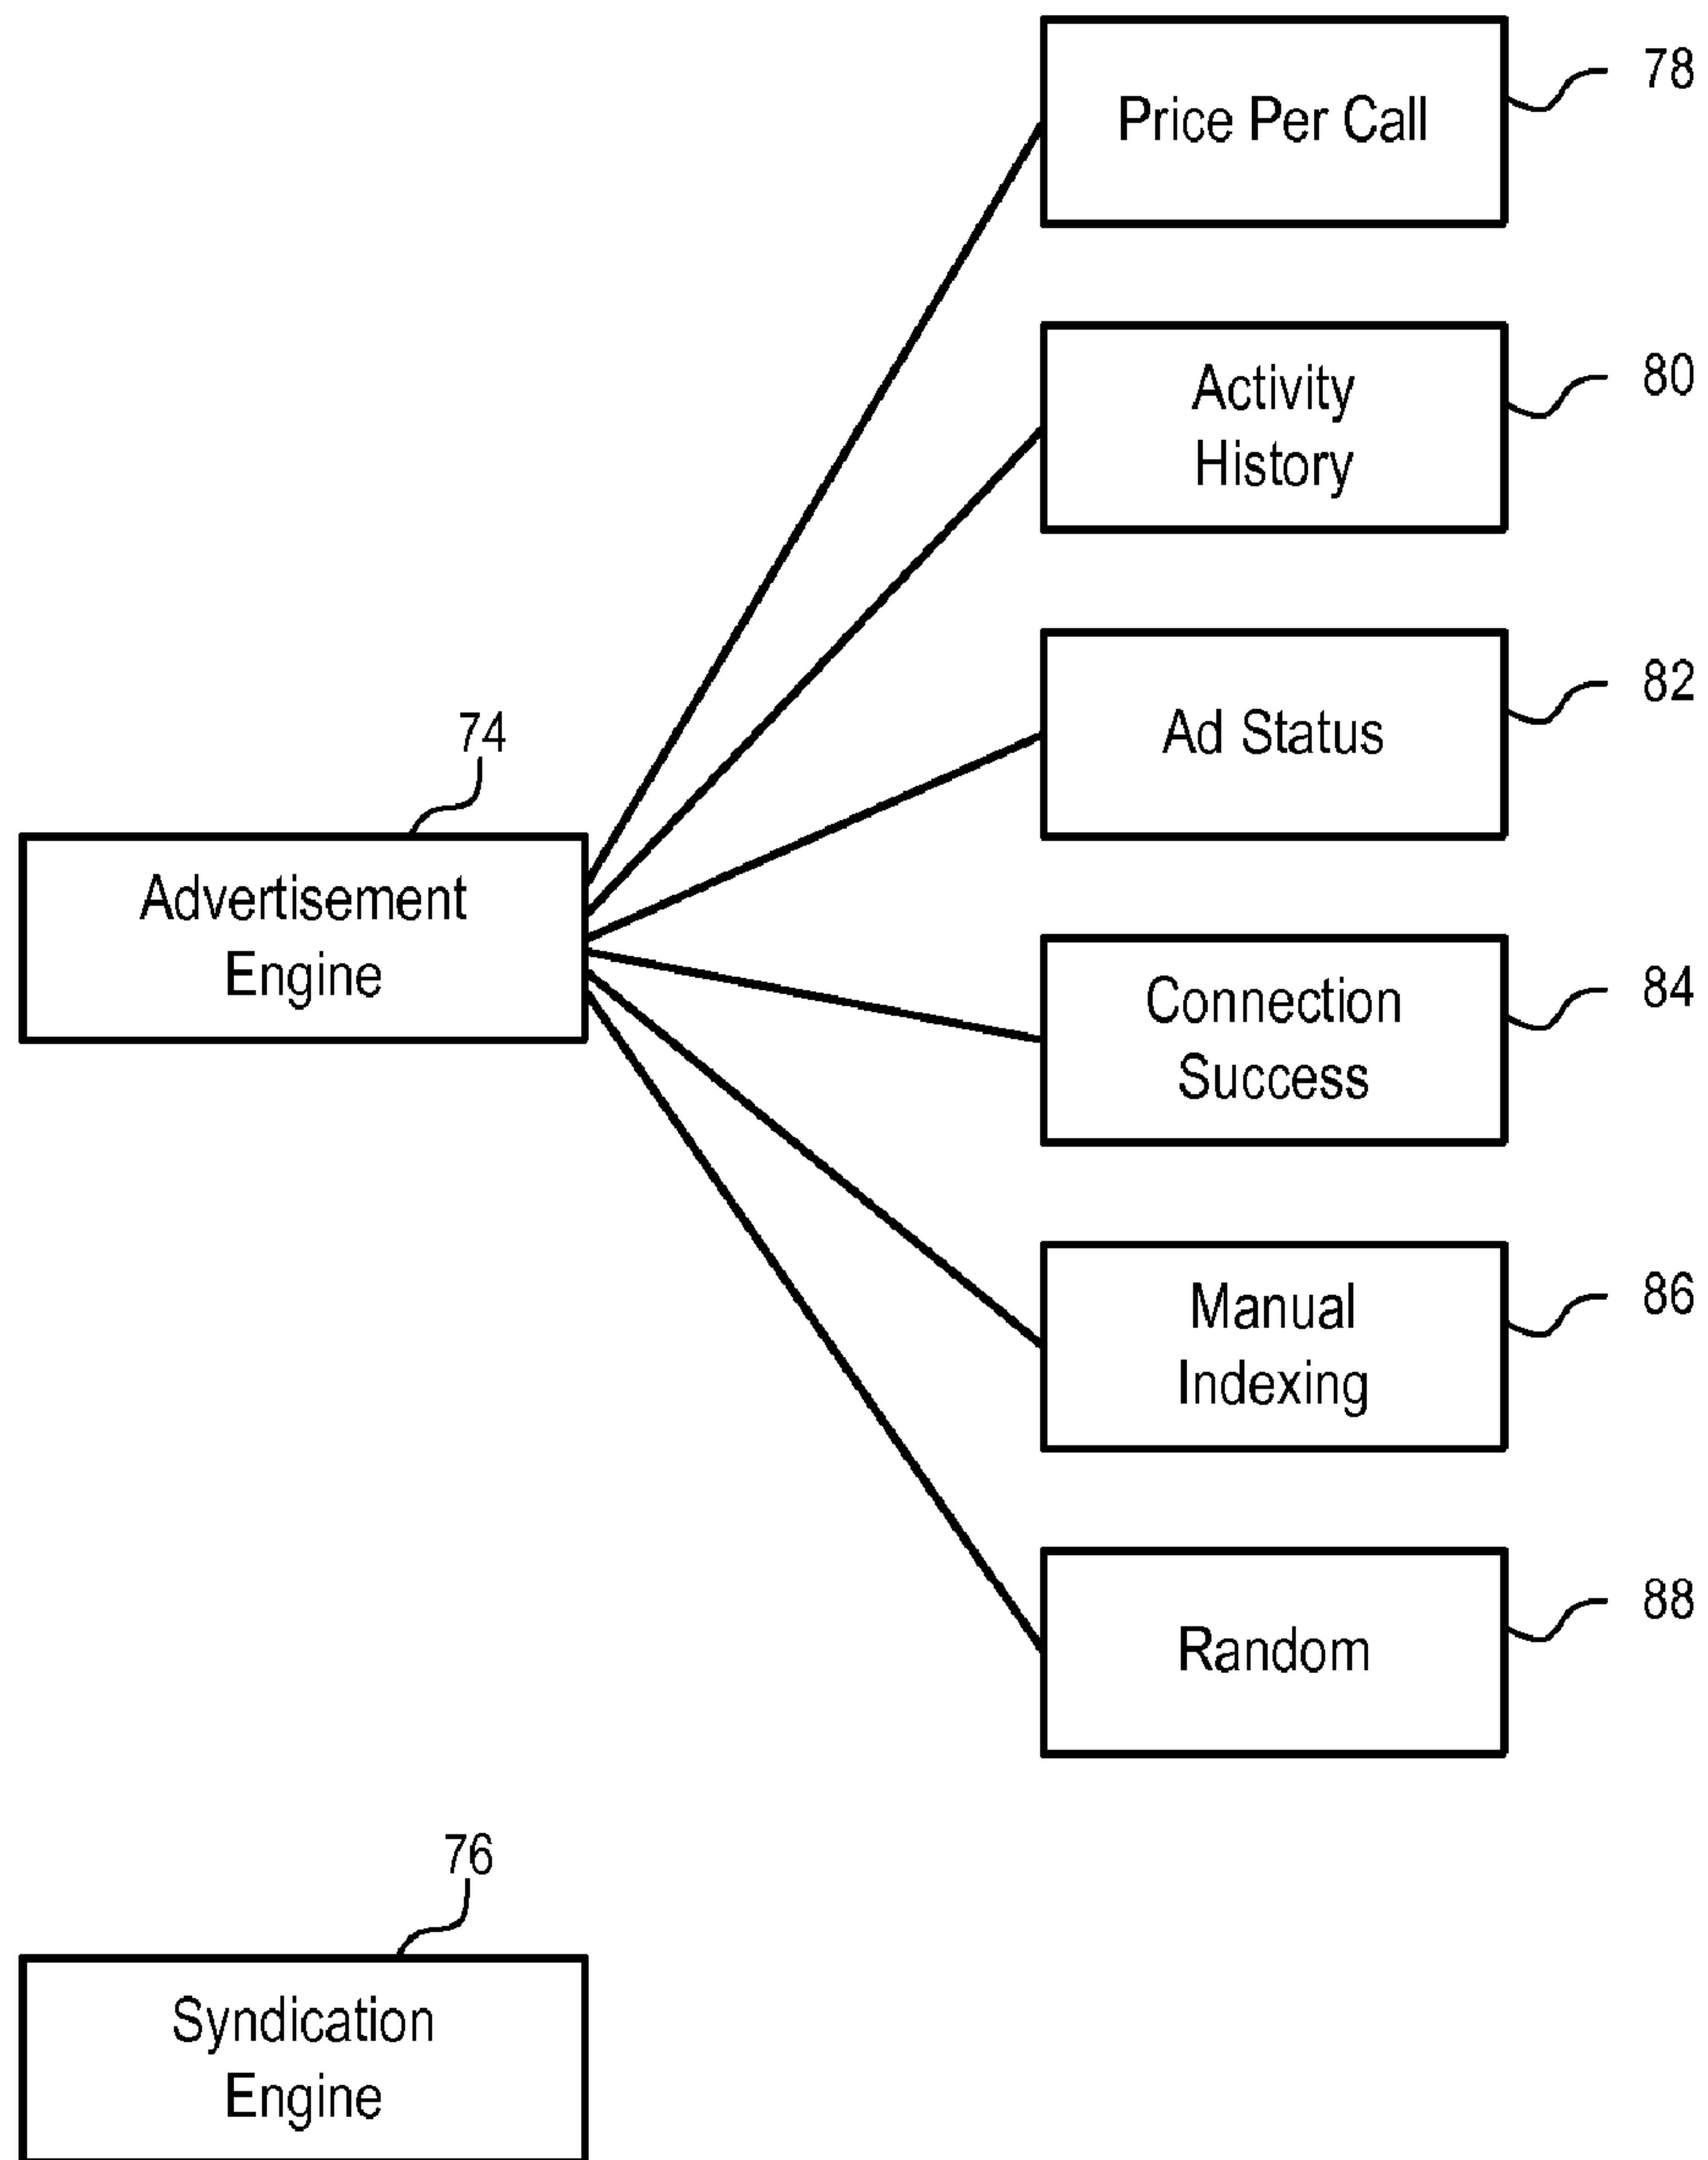 Price Per Call
78
Activity
History
80
Ad Status
82
74
Advertisement
Engine
Connection
Success
84
Manual
Indexing
86
Random
88
76
Syndication
Engine